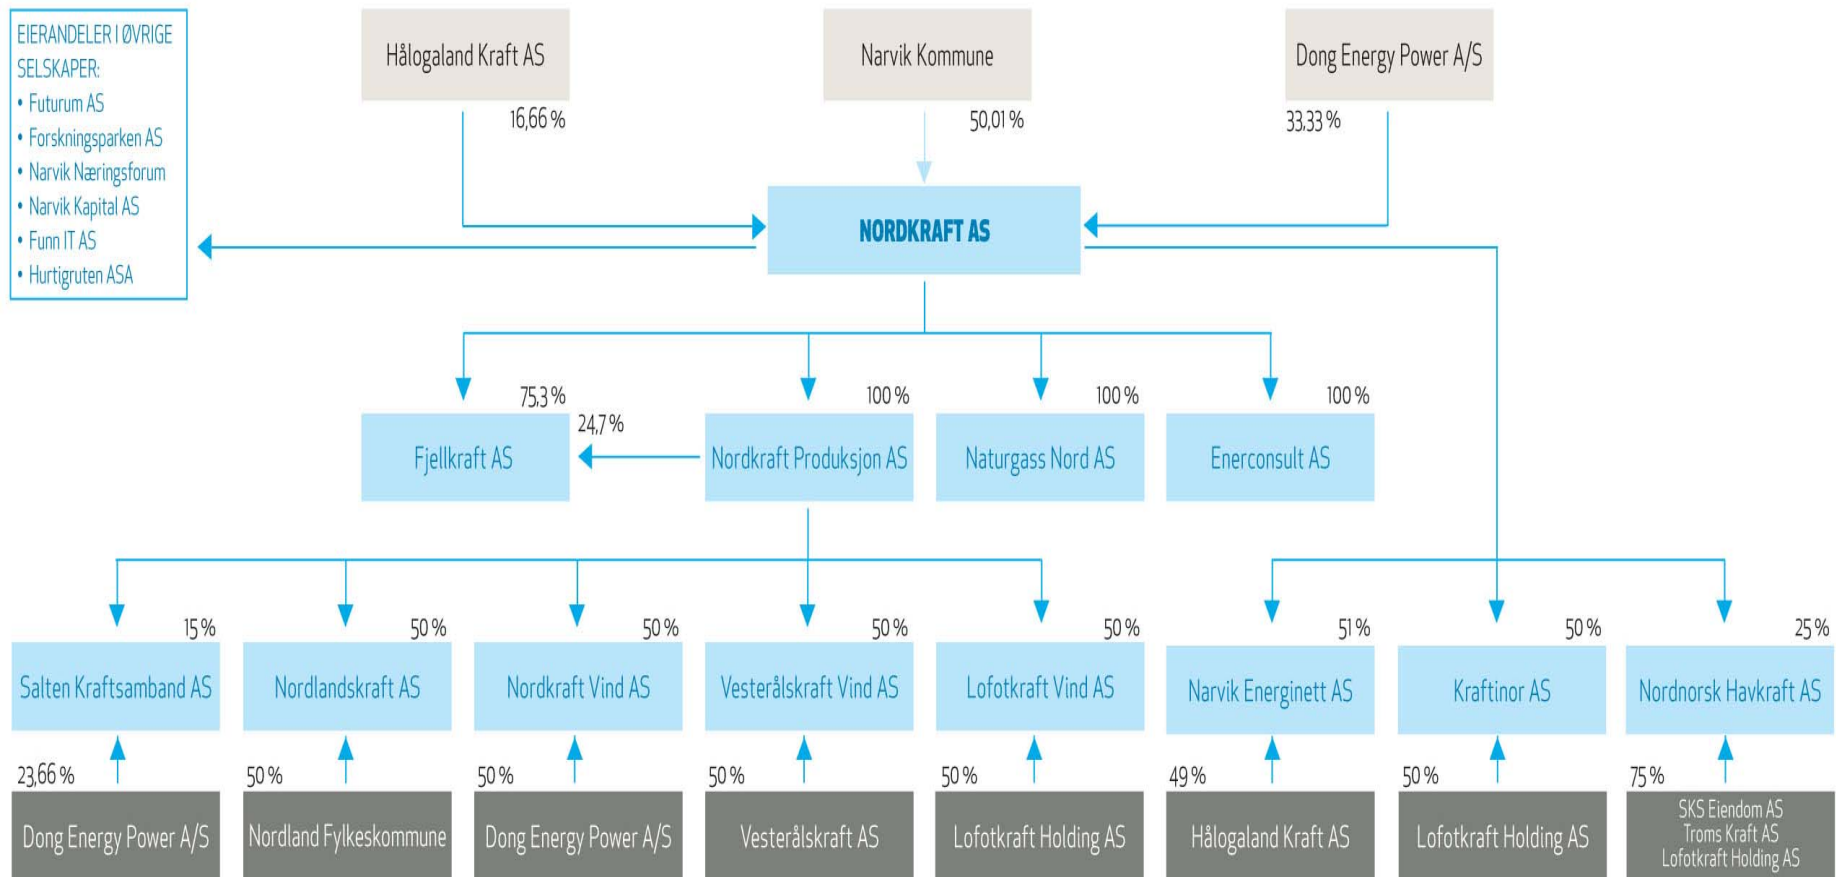 EIERANDELER I ØVRIGE
SELSKAPER:
• Futurum AS
• Forskningsparken AS
• Narvik Næringsforum
• Narvik Kapital AS
• Funn IT AS
• Hurtigruten ASA
Hålogaland Kraft AS
16,66 %
Narvik Kommune
50,01 %
Dong Energy Power A/S
33,33 %
NORDKRAFT AS
75,3 %
Fjellkraft AS
24,7 %
100 %
Nordkraft Produksjon AS
100 %
Naturgass Nord AS
100 %
Enerconsult AS
15 %
Salten Kraftsamband AS
50 %
Nordlandskraft AS
50 %
Nordkraft Vind AS
50 %
Vesterålskraft Vind AS
50 %
Lofotkraft Vind AS
51 %
Narvik Energinett AS
50 %
Kraftinor AS
25 %
Nordnorsk Havkraft AS
23,66 %
Dong Energy Power A/S
50 %
Nordland Fylkeskommune
50 %
Dong Energy Power A/S
50 %
Vesterålskraft AS
50 %
Lofotkraft Holding AS
49 %
Hålogaland Kraft AS
50 %
Lofotkraft Holding AS
75 %
SKS Eiendom AS
Troms Kraft AS
Lofotkraft Holding AS